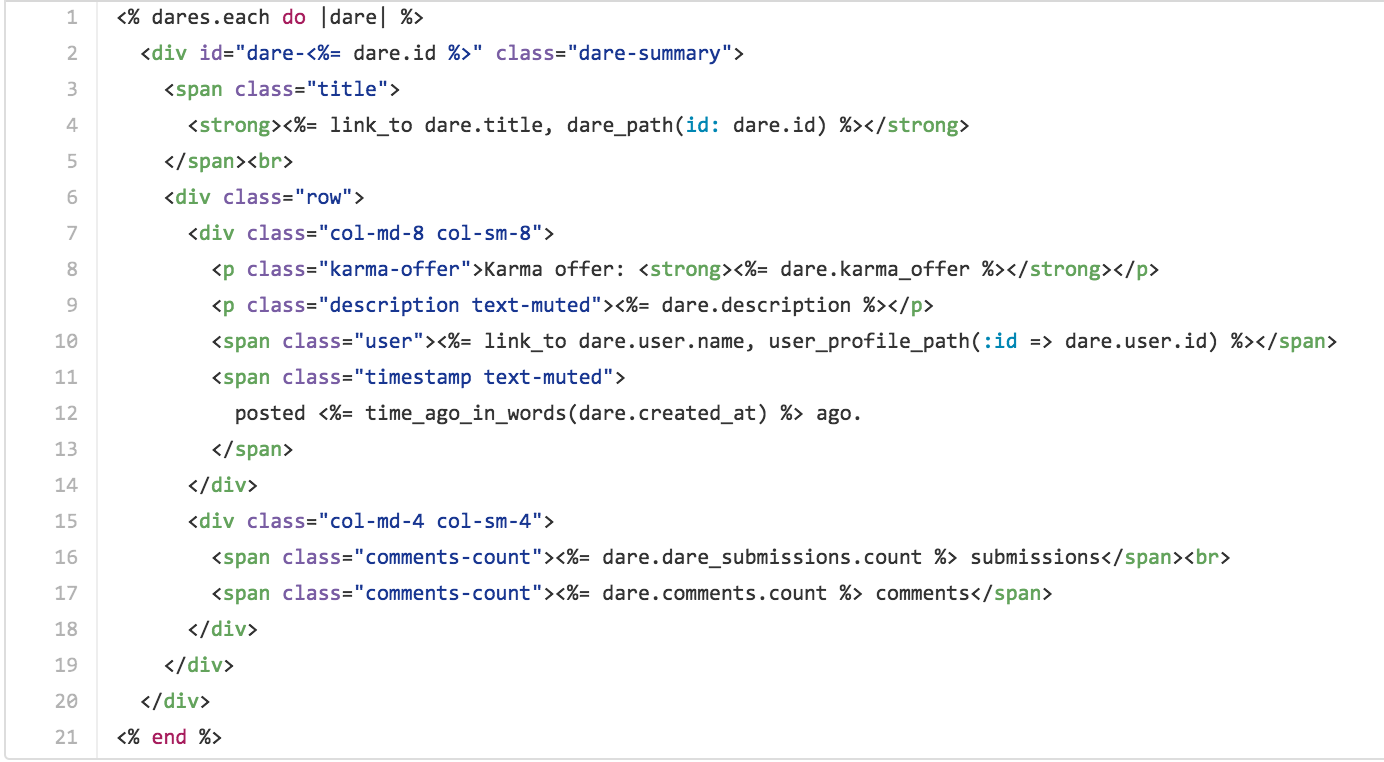 1 <% dares.each do |dare| %>
2 <div id="dare-<%= dare.id %>" class="dare-summary">
3 <span class="title">
4 <strong><%= link_to dare.title, dare_path(id: dare.id) %></strong>
5 </span><br>
6 <div class="row">
7 <div class="col-md-8 col-sm-8">
8 <p class="karma-offer">Karma offer: <strong><%= dare.karma_offer %></strong></p>
9 <p class="description text-muted"><%= dare.description %></p>
10 <span class="user"><%= link_to dare.user.name, user_profile_path(:id => dare.user.id) %></span>
11 <span class="timestamp text-muted">
12 posted <%= time_ago_in_words(dare.created_at) %> ago.
13 </span>
14 </div>
15 <div class="col-md-4 col-sm-4">
16 <span class="comments-count"><%= dare.dare_submissions.count %> submissions</span><br>
17 <span class="comments-count"><%= dare.comments.count %> comments</span>
18 </div>
19 </div>
20 </div>
21 <% end %>